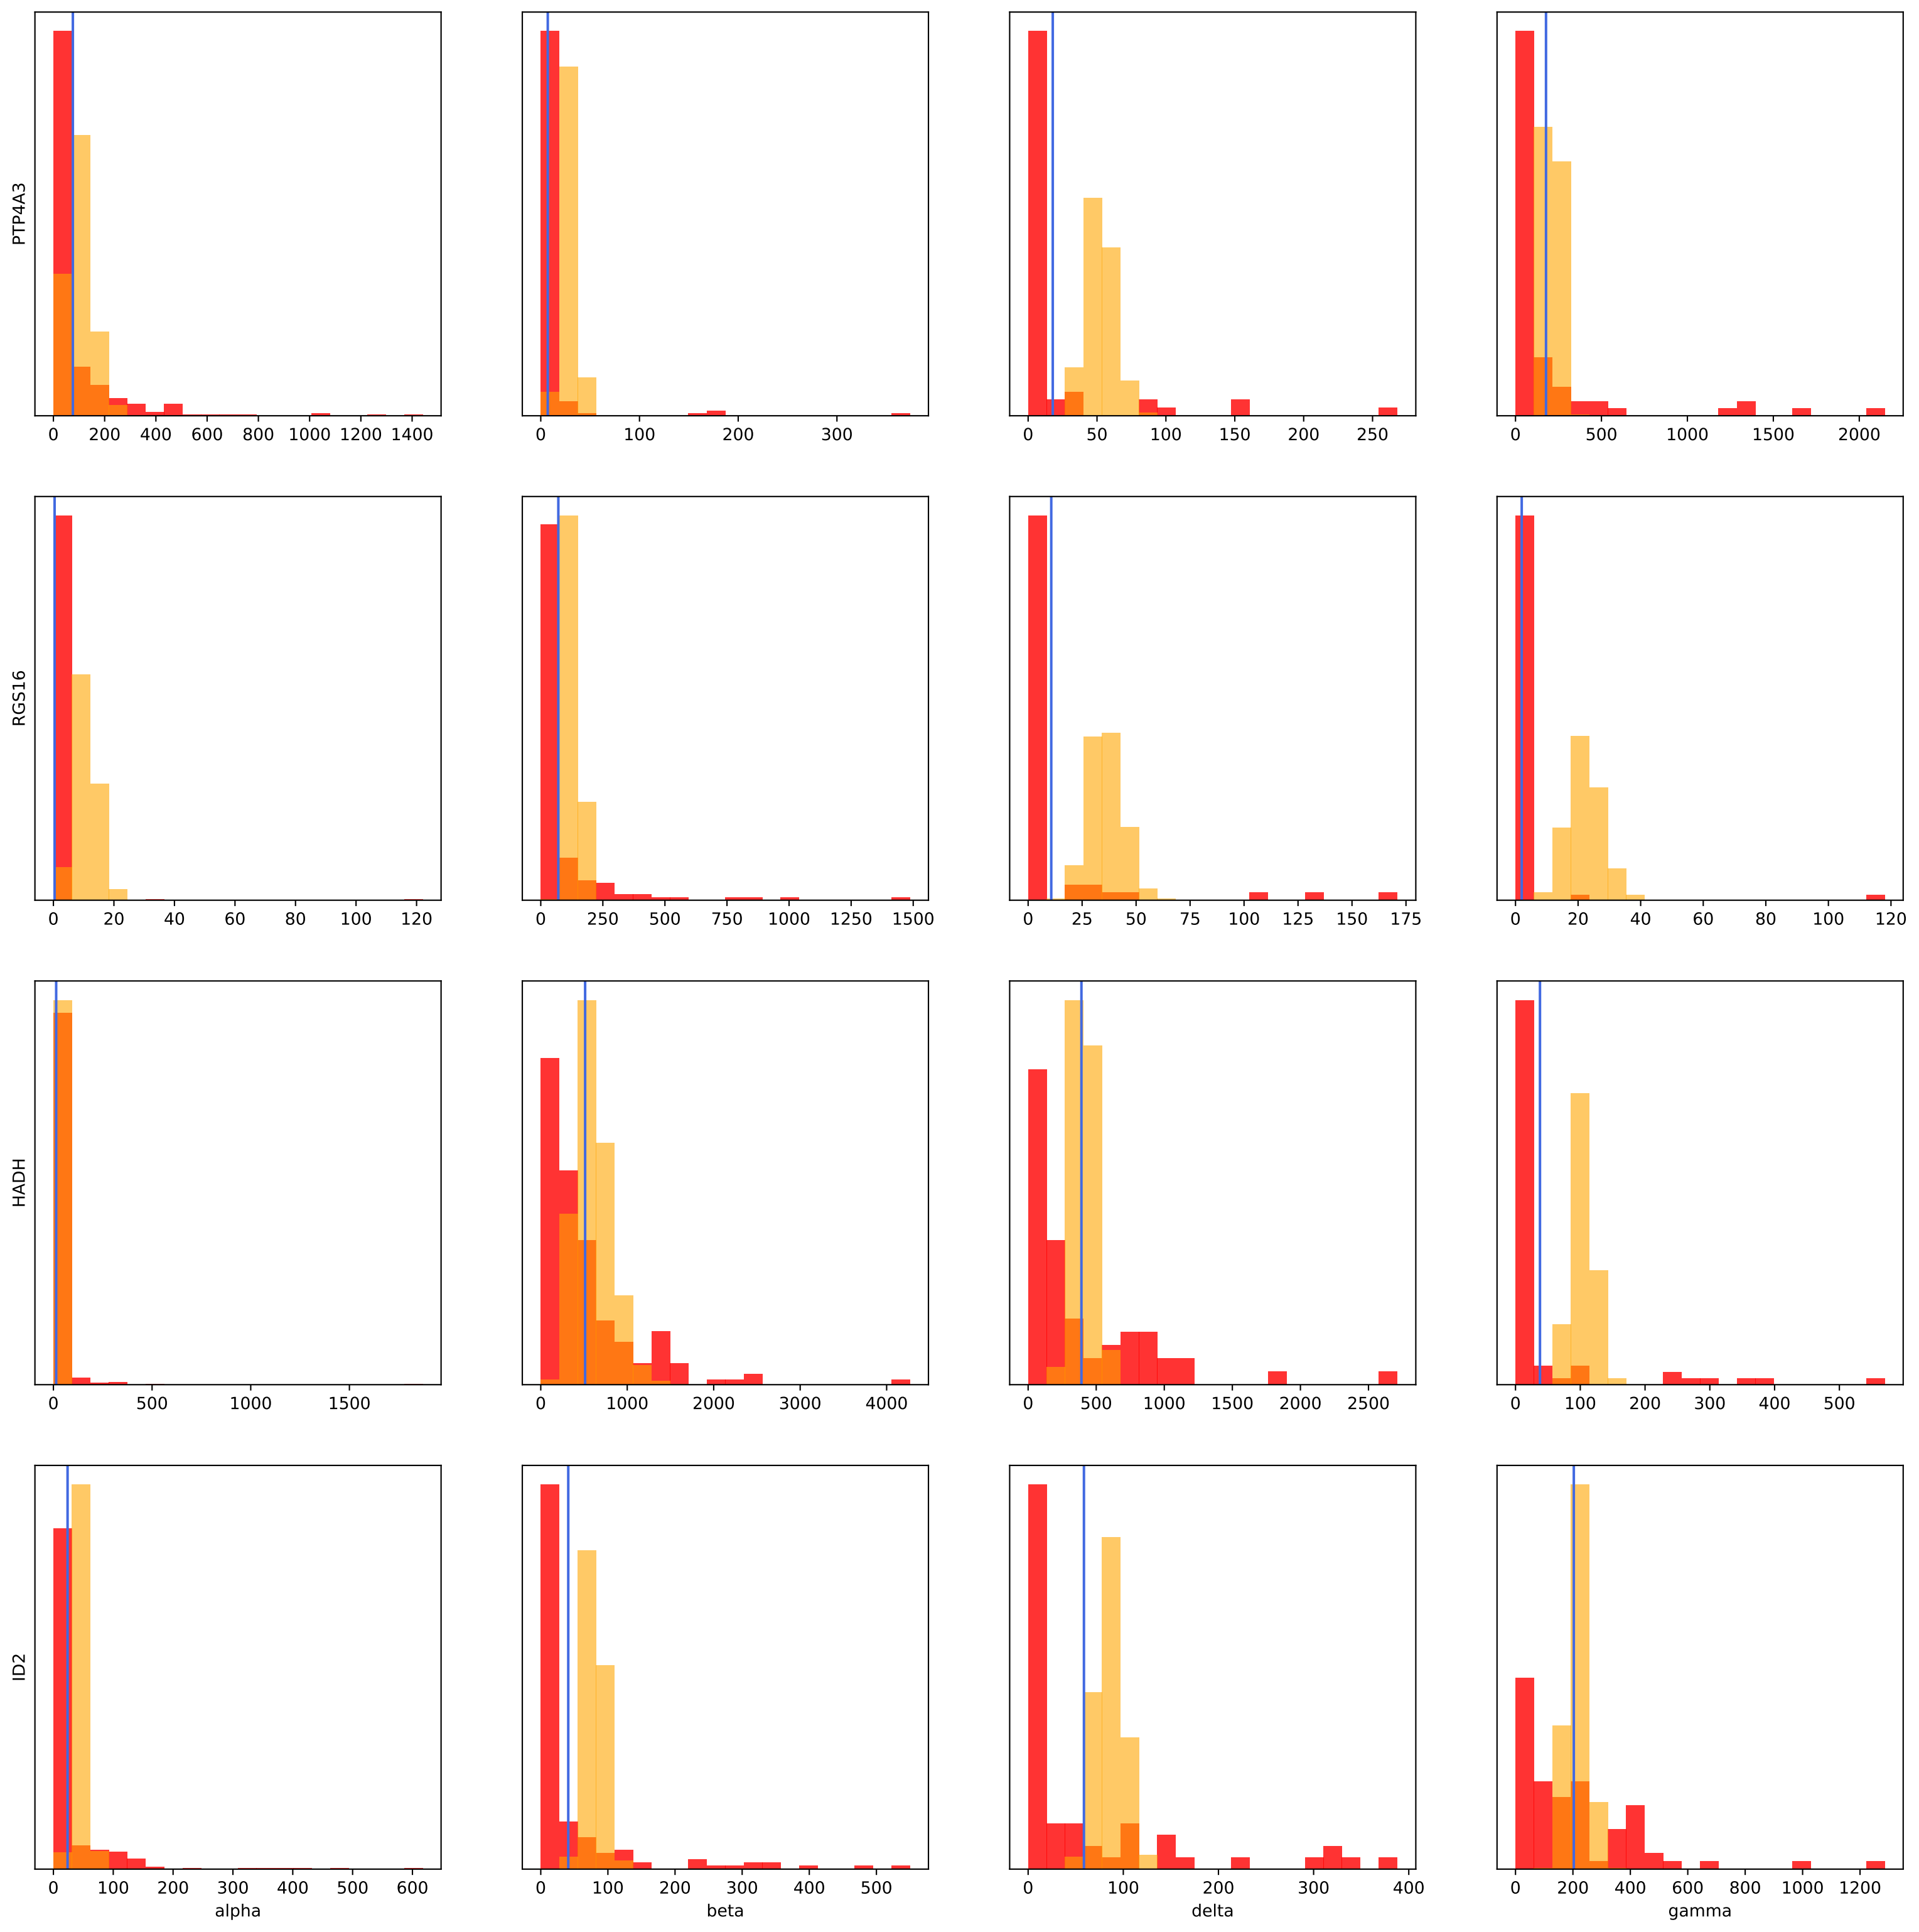 PTP4A3
0 200 400 600 800 1000 1200 1400
0 100 200 300
0 50 100 150 200 250
0 500 1000 1500 2000
RGS16
0 20 40 60 80 100 120
0 250 500 750 1000 1250 1500
0 25 50 75 100 125 150 175
0 20 40 60 80 100 120
HADH
0 500 1000 1500
0 1000 2000 3000 4000
0 500 1000 1500 2000 2500
0 100 200 300 400 500
ID2
0 100 200 300 400 500 600
0 100 200 300 400 500
0 100 200 300 400
0 200 400 600 800 1000 1200
alpha
beta
delta
gamma